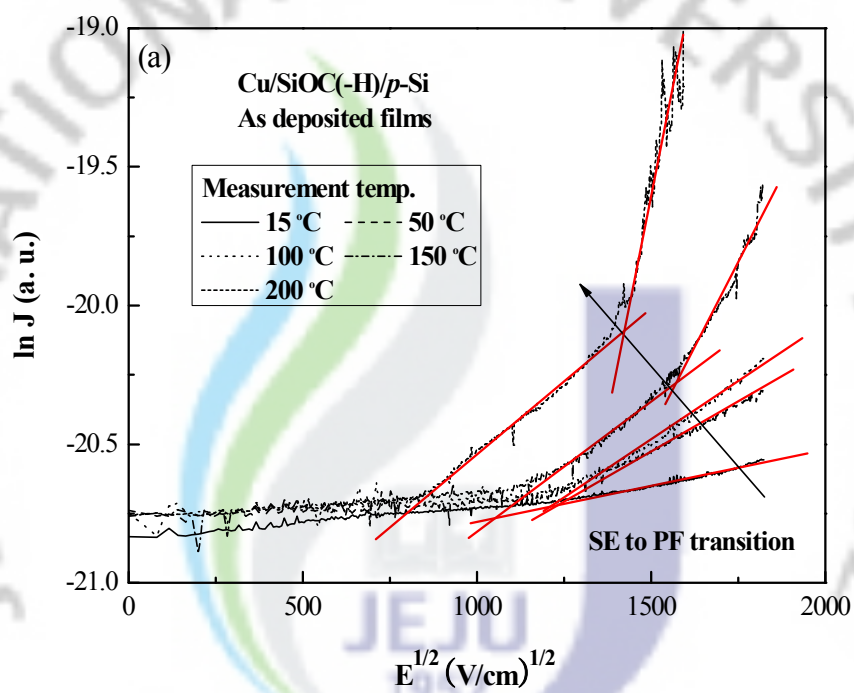 (a)
Cu/SiOC(-H)/p-Si
As deposited films
Measurement temp.
15 °C 50 °C
100 °C 150 °C
200 °C
-19.0
-19.5
-20.0
-20.5
-21.0
ln J (a. u.)
SE to PF transition
0 500 1000 1500 2000
E^1/2 (V/cm)^1/2
JEJU
1952